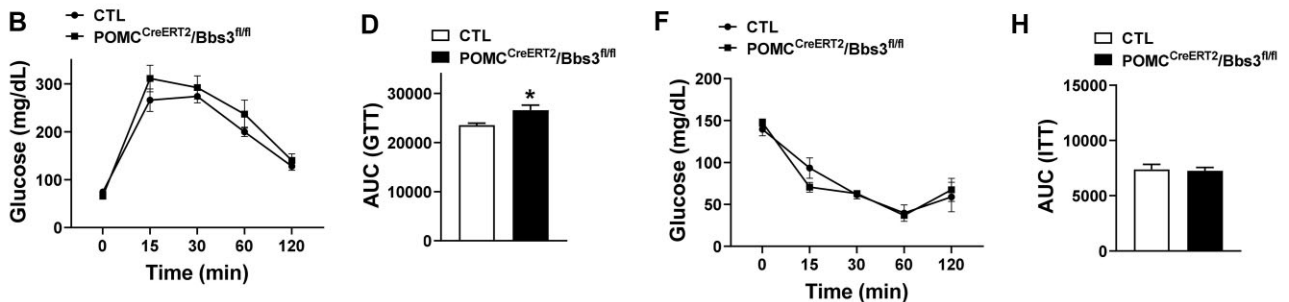 B
CTL
POMC^CreERT2/Bbs3^fl/fl
Glucose (mg/dL)
300
200
100
0
0 15 30 60 120
Time (min)
D
CTL
POMC^CreERT2/Bbs3^fl/fl
AUC (GTT)
30000
20000
10000
0
*
F
CTL
POMC^CreERT2/Bbs3^fl/fl
Glucose (mg/dL)
200
150
100
50
0
0 15 30 60 120
Time (min)
H
CTL
POMC^CreERT2/Bbs3^fl/fl
AUC (ITT)
15000
10000
5000
0